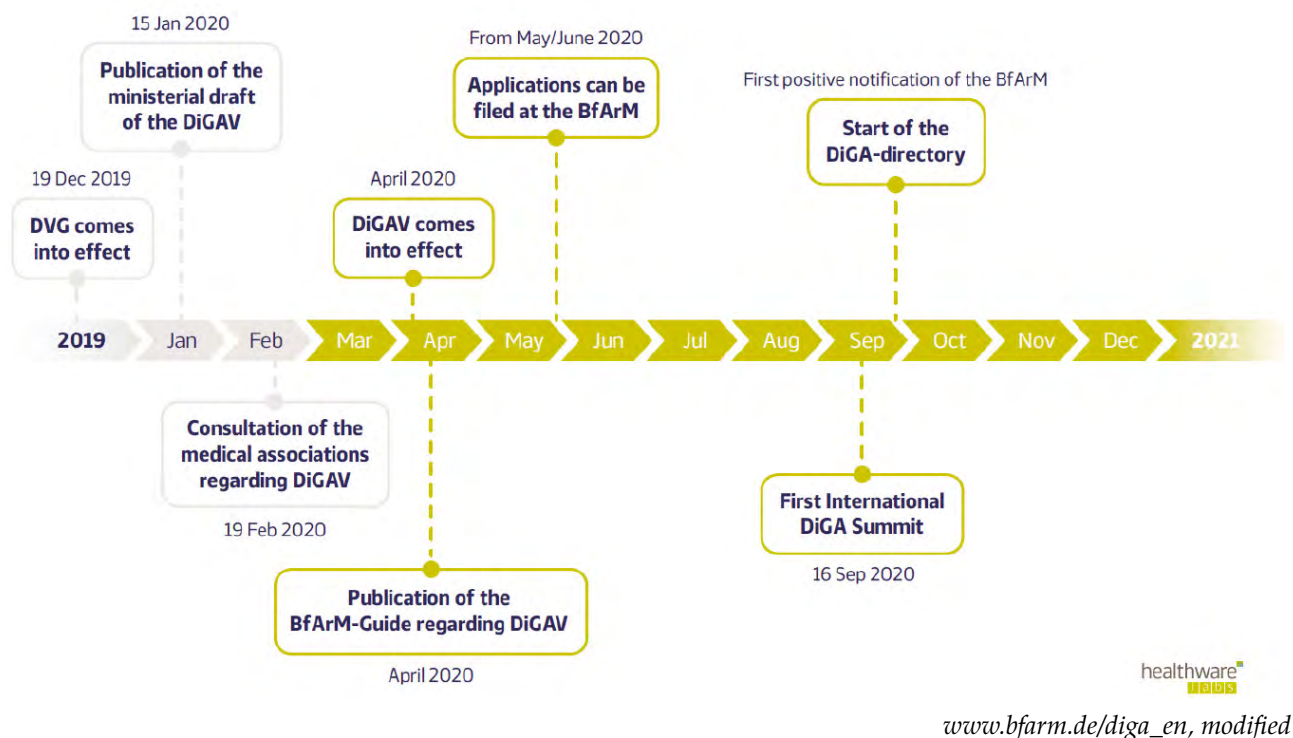 15 Jan 2020
Publication of the
ministerial draft
of the DiGAV
From May/June 2020
Applications can be
filed at the BfArM
First positive notification of the BfArM
Start of the
DiGA-directory
19 Dec 2019
DVG comes
into effect
April 2020
DiGAV comes
into effect
2019 Jan Feb Mar Apr May Jun Jul Aug Sep Oct Nov Dec 2021
Consultation of the
medical associations
regarding DiGAV
19 Feb 2020
First International
DiGA Summit
16 Sep 2020
Publication of the
BfArM-Guide regarding DiGAV
April 2020
healthware
labs
www.bfarm.de/diga_en, modified